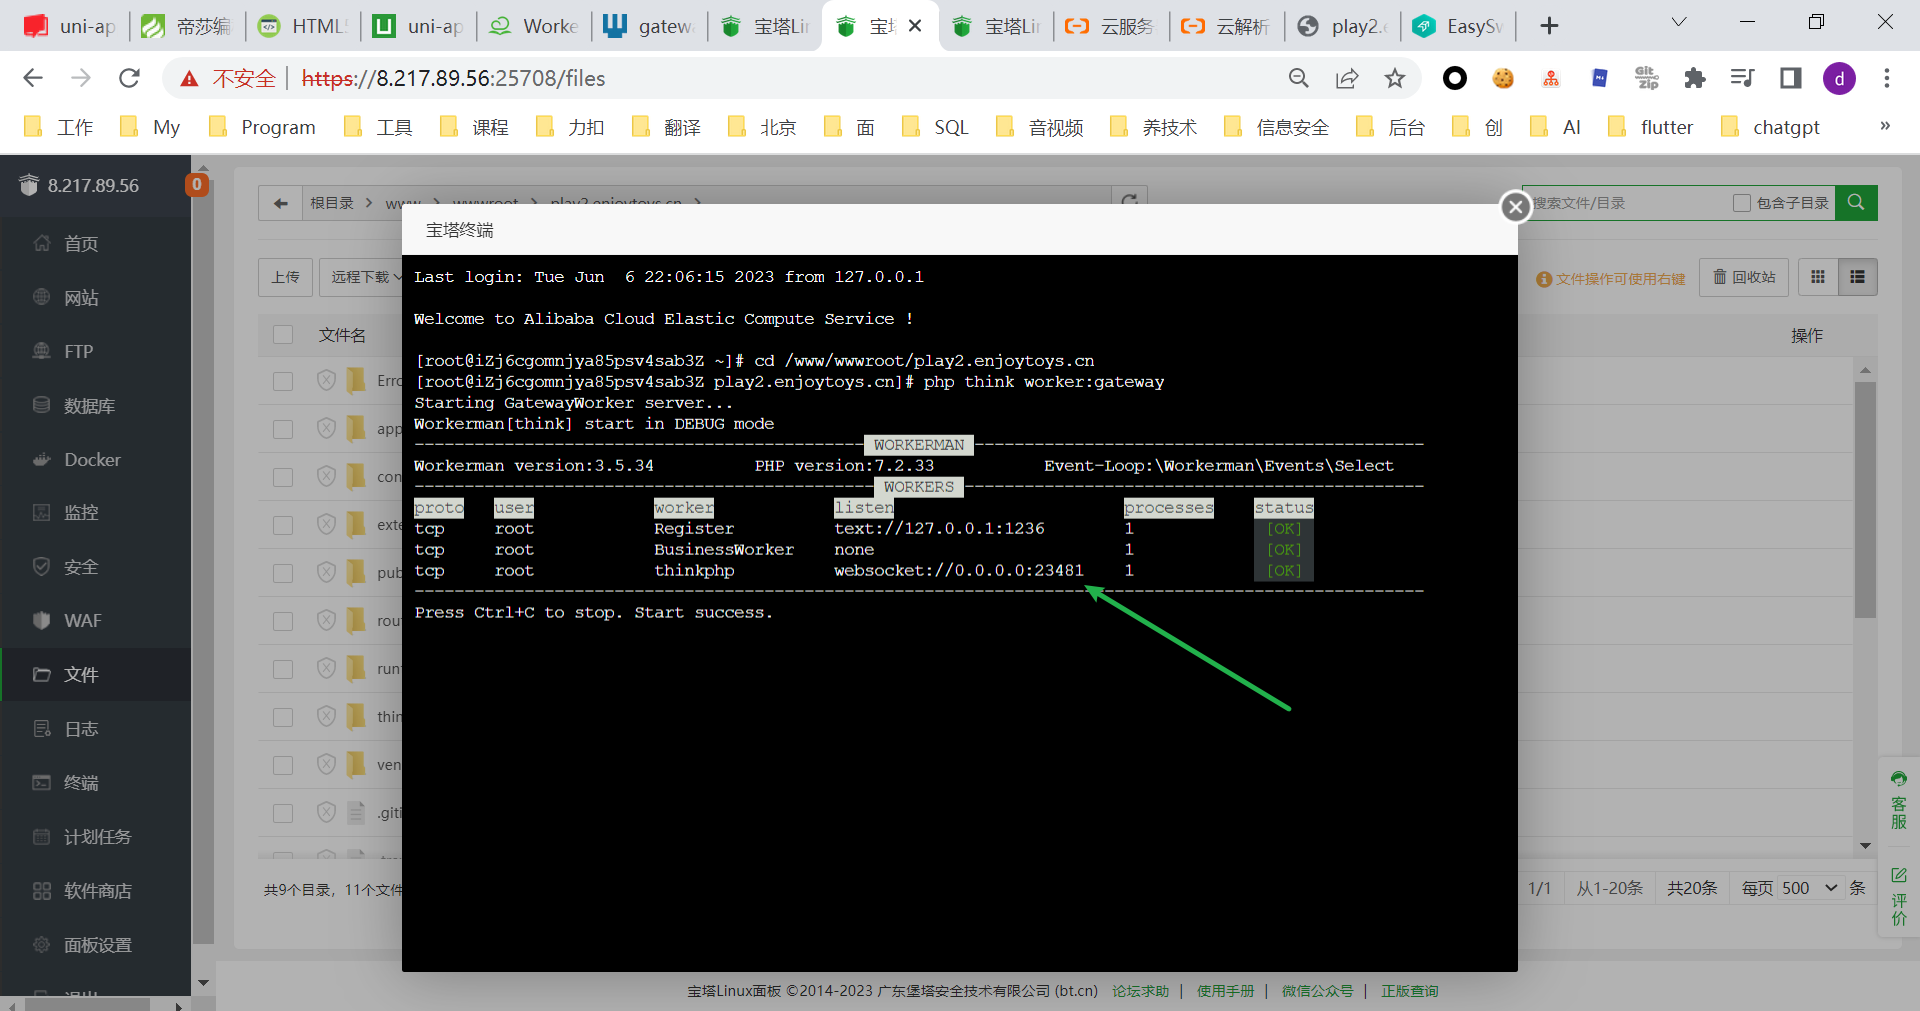 uni-ap
帝莎编
HTML5
uni-ap
Worke
gatewa
宝塔Lin
宝塔
宝塔Lin
云服务
云解析
play2.e
EasySw
不安全
https://8.217.89.56:25708/files
Git
zip
d
工作
My
Program
工具
课程
力扣
翻译
北京
面
SQL
音视频
养技术
信息安全
后台
创
AI
flutter
chatgpt
»
8.217.89.56
0
首页
网站
FTP
数据库
Docker
监控
安全
WAF
文件
日志
终端
计划任务
软件商店
面板设置
退出
根目录 > www > wwwroot > play2.enjoytoys.cn >
搜索文件/目录
包含子目录
上传
远程下载
文件操作可使用右键
回收站
文件名
操作
Erro
app
con
exte
pub
rou
run
thin
ven
.giti
.tra
宝塔终端
Last login: Tue Jun  6 22:06:15 2023 from 127.0.0.1
Welcome to Alibaba Cloud Elastic Compute Service !
[root@iZj6cgomnjya85psv4sab3Z ~]# cd /www/wwwroot/play2.enjoytoys.cn
[root@iZj6cgomnjya85psv4sab3Z play2.enjoytoys.cn]# php think worker:gateway
Starting GatewayWorker server...
Workerman[think] start in DEBUG mode
WORKERMAN
Workerman version:3.5.34 PHP version:7.2.33 Event-Loop:\Workerman\Events\Select
WORKERS
proto user worker listen processes status
tcp root Register text://127.0.0.1:1236 1 [OK]
tcp root BusinessWorker none 1 [OK]
tcp root thinkphp websocket://0.0.0.0:23481 1 [OK]
Press Ctrl+C to stop. Start success.
共9个目录，11个文件
1/1
从1-20条
共20条
每页 500 条
客服
评价
宝塔Linux面板 ©2014-2023 广东堡塔安全技术有限公司 (bt.cn) 论坛求助 | 使用手册 | 微信公众号 | 正版查询